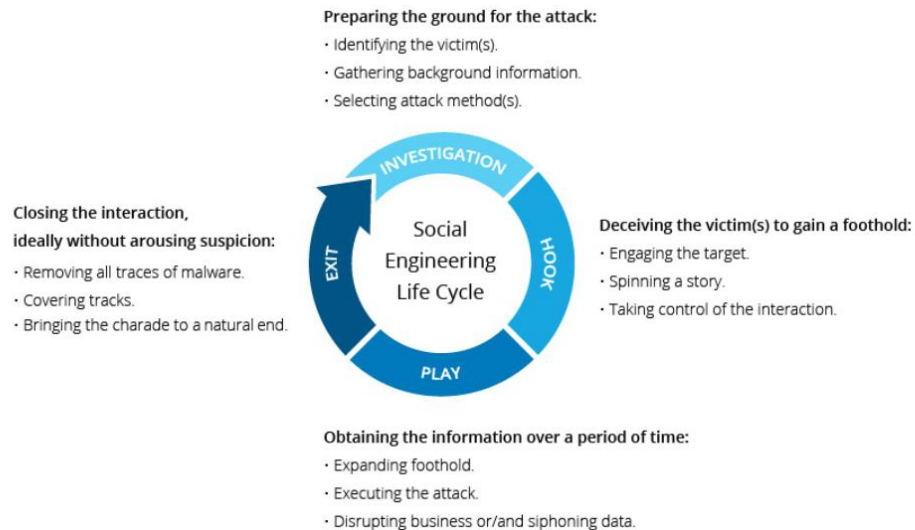 Preparing the ground for the attack:
· Identifying the victim(s).
· Gathering background information.
· Selecting attack method(s).
INVESTIGATION
Closing the interaction,
ideally without arousing suspicion:
· Removing all traces of malware.
· Covering tracks.
· Bringing the charade to a natural end.
EXIT
Social
Engineering
Life Cycle
HOOK
Deceiving the victim(s) to gain a foothold:
· Engaging the target.
· Spinning a story.
· Taking control of the interaction.
PLAY
Obtaining the information over a period of time:
· Expanding foothold.
· Executing the attack.
· Disrupting business or/and siphoning data.